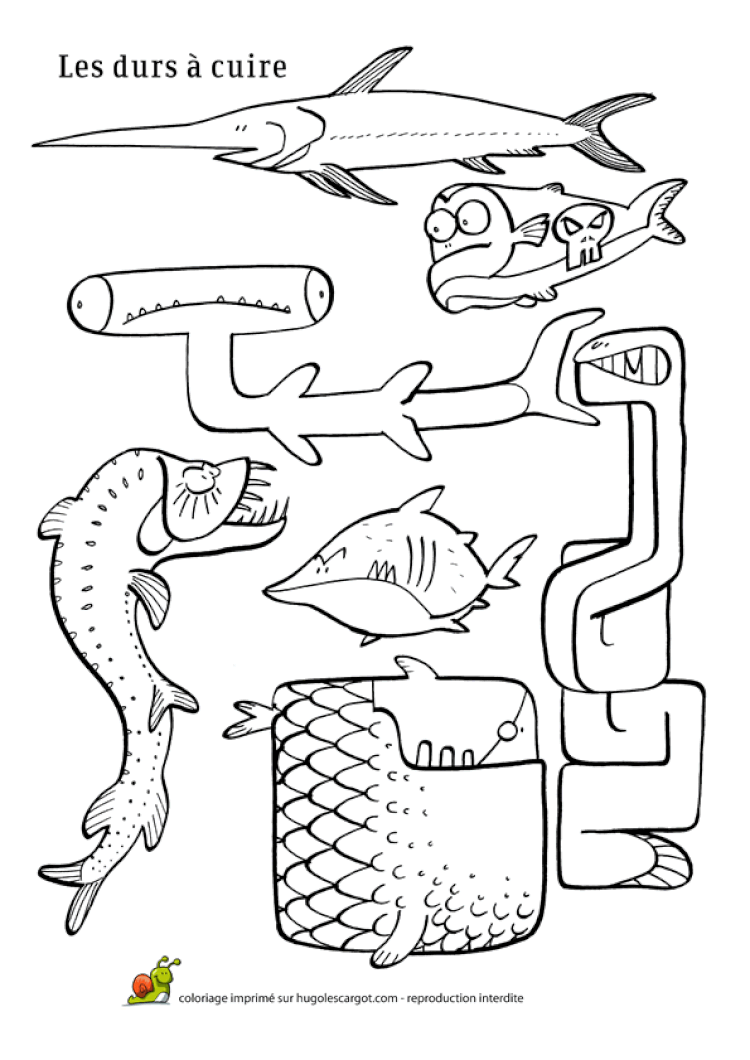 Les durs à cuire
coloriage imprimé sur hugolescargot.com - reproduction interdite